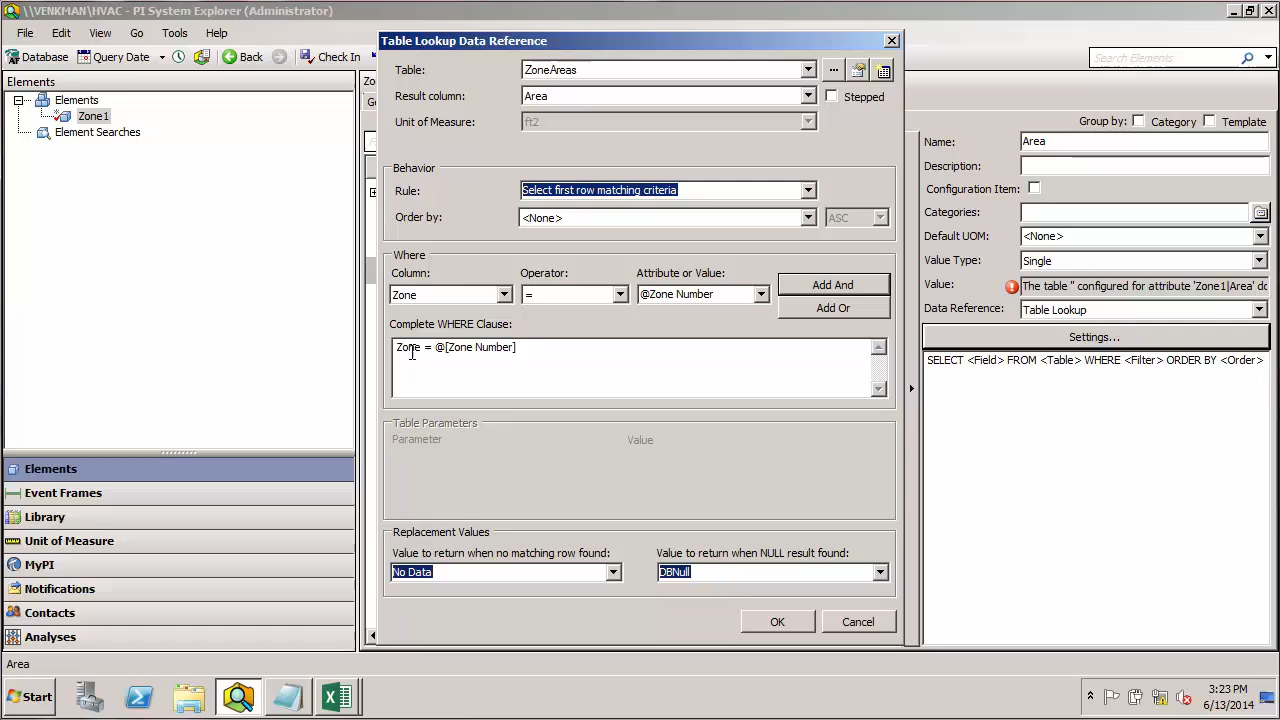 \\VENKMAN\HVAC - PI System Explorer (Administrator)
File Edit View Go Tools Help
Database Query Date Back Check In
Search Elements
Elements
Elements
Zone1
Element Searches
Elements
Event Frames
Library
Unit of Measure
MyPI
Notifications
Contacts
Analyses
Table Lookup Data Reference
Table: ZoneAreas ...
Result column: Area Stepped
Unit of Measure: ft2
Behavior
Rule: Select first row matching criteria
Order by: <None> ASC
Where
Column: Operator: Attribute or Value:
Zone = @Zone Number Add And
Add Or
Complete WHERE Clause:
Zone = @[Zone Number]
Table Parameters
Parameter Value
Replacement Values
Value to return when no matching row found: Value to return when NULL result found:
No Data DBNull
OK Cancel
Group by: Category Template
Name: Area
Description:
Configuration Item:
Categories:
Default UOM: <None>
Value Type: Single
Value: The table '' configured for attribute 'Zone1|Area' do
Data Reference: Table Lookup
Settings...
SELECT <Field> FROM <Table> WHERE <Filter> ORDER BY <Order>
Area
Start
3:23 PM
6/13/2014